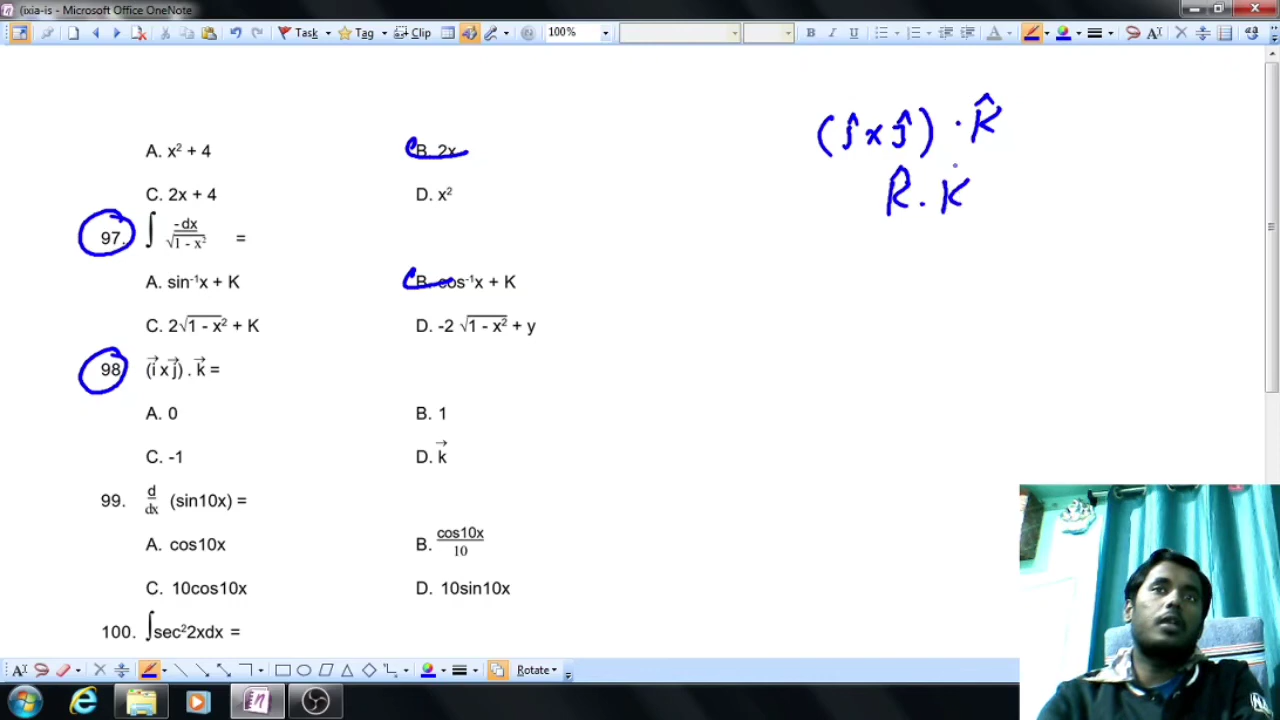 (ixia-is - Microsoft Office OneNote
Task Tag Clip 100% B I U A
A. x² + 4 B. 2x
C. 2x + 4 D. x²
97. ∫ -dx/√1 - x² =
A. sin⁻¹x + K B. cos⁻¹x + K
C. 2√1 - x² + K D. -2 √1 - x² + y
98 (i⃗ x j⃗) . k⃗ =
A. 0 B. 1
C. -1 D. k⃗
99. d/dx (sin10x) =
A. cos10x B. cos10x/10
C. 10cos10x D. 10sin10x
100. ∫sec²2xdx =
(ĵ x ĵ) · K̂
K̂ . K
Rotate